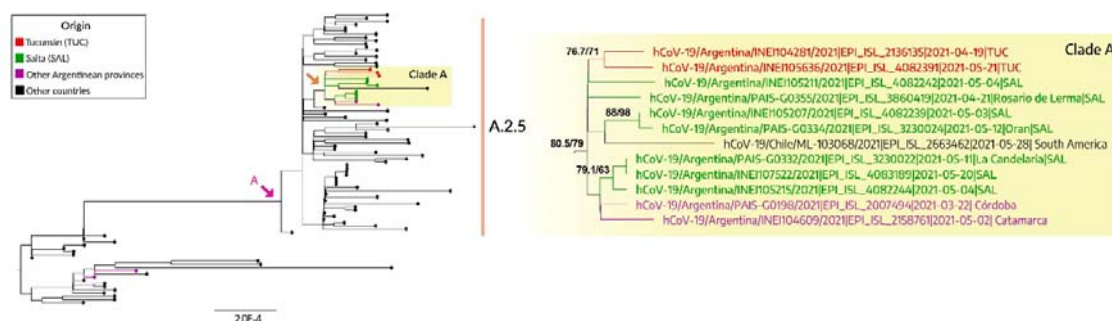 Origin
Tucumán (TUC)
Salta (SAL)
Other Argentinean provinces
Other countries
Clade A
A
A.2.5
2.0E-4
Clade A
76.7/71
hCoV-19/Argentina/INEI104281/2021|EPI_ISL_2136135|2021-04-19|TUC
hCoV-19/Argentina/INEI105636/2021|EPI_ISL_4082391|2021-05-21|TUC
hCoV-19/Argentina/INEI105211/2021|EPI_ISL_4082242|2021-05-04|SAL
hCoV-19/Argentina/PAIS-G0355/2021|EPI_ISL_3860419|2021-04-21|Rosario de Lerma|SAL
88/98
hCoV-19/Argentina/INEI105207/2021|EPI_ISL_4082239|2021-05-03|SAL
hCoV-19/Argentina/PAIS-G0334/2021|EPI_ISL_3230024|2021-05-12|Oran|SAL
80.5/79
hCoV-19/Chile/ML-103068/2021|EPI_ISL_2663462|2021-05-28| South America
79.1/63
hCoV-19/Argentina/PAIS-G0332/2021|EPI_ISL_3230022|2021-05-11|La Candelaria|SAL
hCoV-19/Argentina/INEI107522/2021|EPI_ISL_4083189|2021-05-20|SAL
hCoV-19/Argentina/INEI105215/2021|EPI_ISL_4082244|2021-05-04|SAL
hCoV-19/Argentina/PAIS-G0198/2021|EPI_ISL_2007494|2021-03-22| Córdoba
hCoV-19/Argentina/INEI104609/2021|EPI_ISL_2158761|2021-05-02| Catamarca